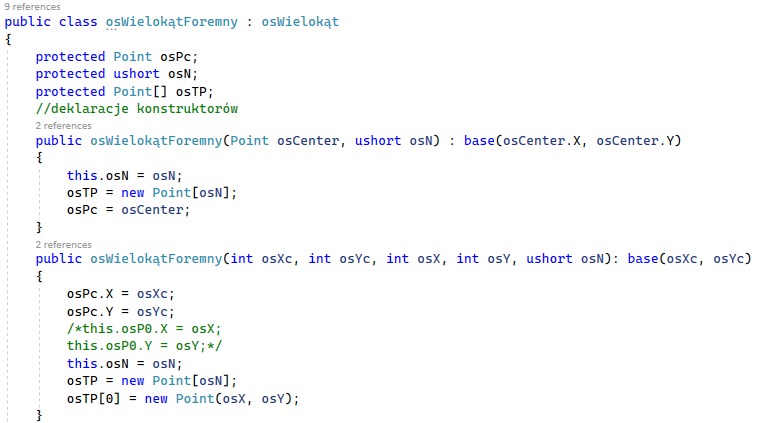 9 references
public class osWielokątForemny : osWielokąt
{
protected Point osPc;
protected ushort osN;
protected Point[] osTP;
//deklaracje konstruktorów
2 references
public osWielokątForemny(Point osCenter, ushort osN) : base(osCenter.X, osCenter.Y)
{
this.osN = osN;
osTP = new Point[osN];
osPc = osCenter;
}
2 references
public osWielokątForemny(int osXc, int osYc, int osX, int osY, ushort osN): base(osXc, osYc)
{
osPc.X = osXc;
osPc.Y = osYc;
/*this.osP0.X = osX;
this.osP0.Y = osY;*/
this.osN = osN;
osTP = new Point[osN];
osTP[0] = new Point(osX, osY);
}